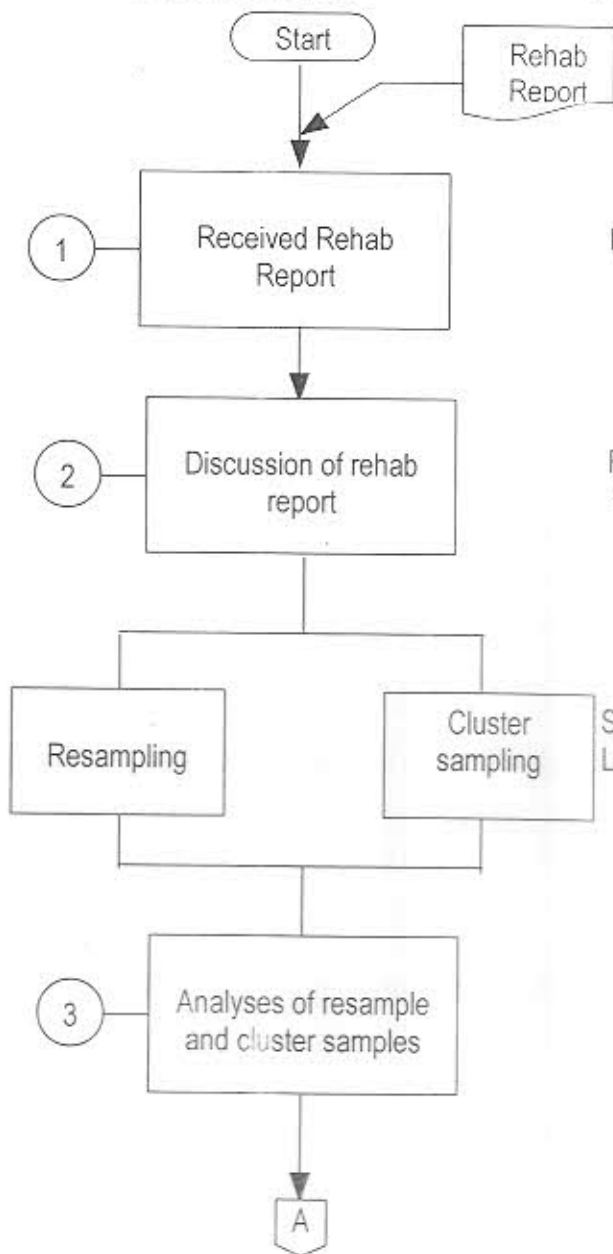 Start
Rehab
Report
1
Received Rehab
Report
2
Discussion of rehab
report
Resampling
Cluster
sampling
3
Analyses of resample
and cluster samples
A